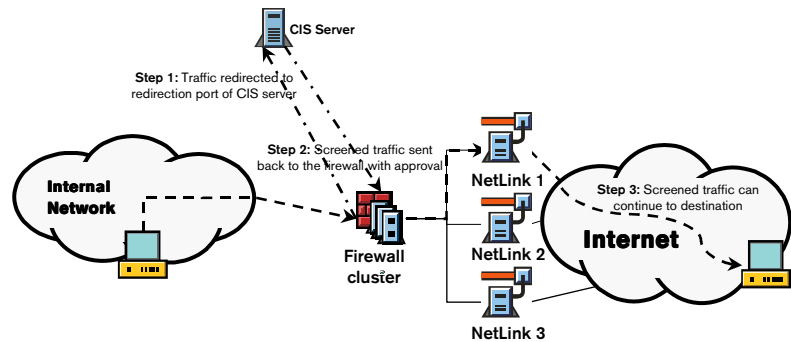 CIS Server
Step 1: Traffic redirected to
redirection port of CIS server
Step 2: Screened traffic sent
back to the firewall with approval
Internal
Network
Firewall
cluster
NetLink 1
NetLink 2
NetLink 3
Step 3: Screened traffic can
continue to destination
Internet